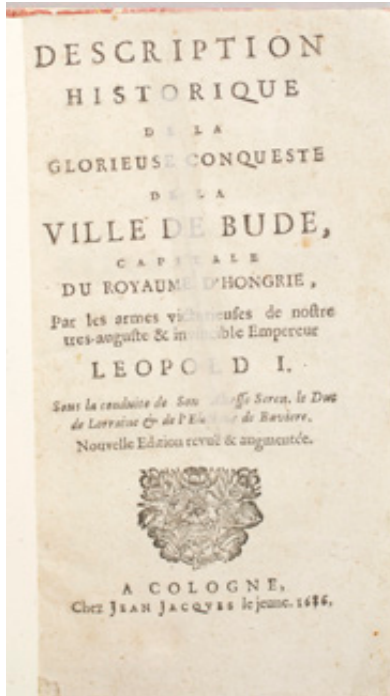 DESCRIPTION
HISTORIQUE
DE LA
GLORIEUSE CONQUESTE
DE LA
VILLE DE BUDE,
CAPITALE
DU ROYAUME D'HONGRIE,
Par les armes victorieuses de nostre
tres-auguste & invincible Empereur
LEOPOLD I.
Sous la conduite de Son Seren. le Duc
de Lorraine & de l' de Baviere.
Nouvelle Edition revuë & augmentée.
A COLOGNE,
Chez JEAN JACQVES le jeune. 1686.